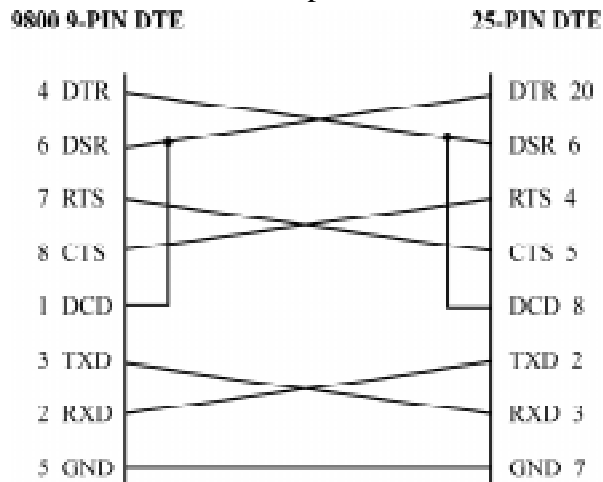 9800 9-PIN DTE 25-PIN DTE
4 DTR DTR 20
6 DSR DSR 6
7 RTS RTS 4
8 CTS CTS 5
1 DCD DCD 8
3 TXD TXD 2
2 RXD RXD 3
5 GND GND 7